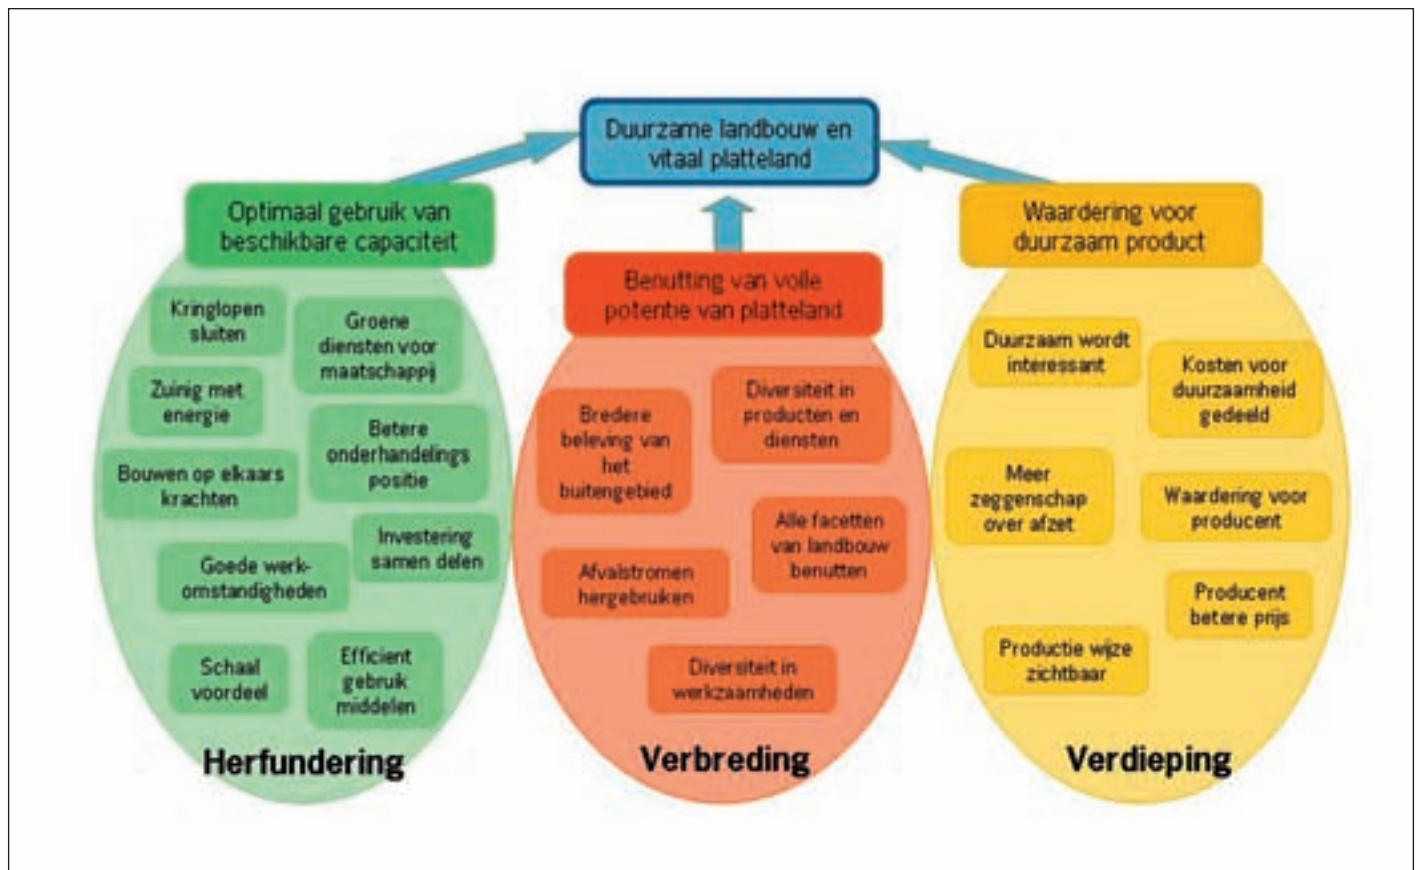 Duurzame landbouw en
vitaal platteland
Optimaal gebruik van
beschikbare capaciteit
Kringlopen
sluiten
Groene
diensten voor
maatschappij
Zuinig met
energie
Betere
onderhandelings
positie
Bouwen op elkaars
krachten
Investering
samen delen
Goede werk-
omstandigheden
Schaal
voordeel
Efficient
gebruik
middelen
Herfundering
Benutting van volle
potentie van platteland
Bredere
beleving van
het
buitengebied
Diversiteit in
producten en
diensten
Alle facetten
van landbouw
benutten
Afvalstromen
hergebruiken
Diversiteit in
werkzaamheden
Verbreding
Waardering voor
duurzaam product
Duurzaam wordt
interessant
Kosten voor
duurzaamheid
gedeeld
Meer
zeggenschap
over afzet
Waardering voor
producent
Producent
betere prijs
Productie wijze
zichtbaar
Verdieping